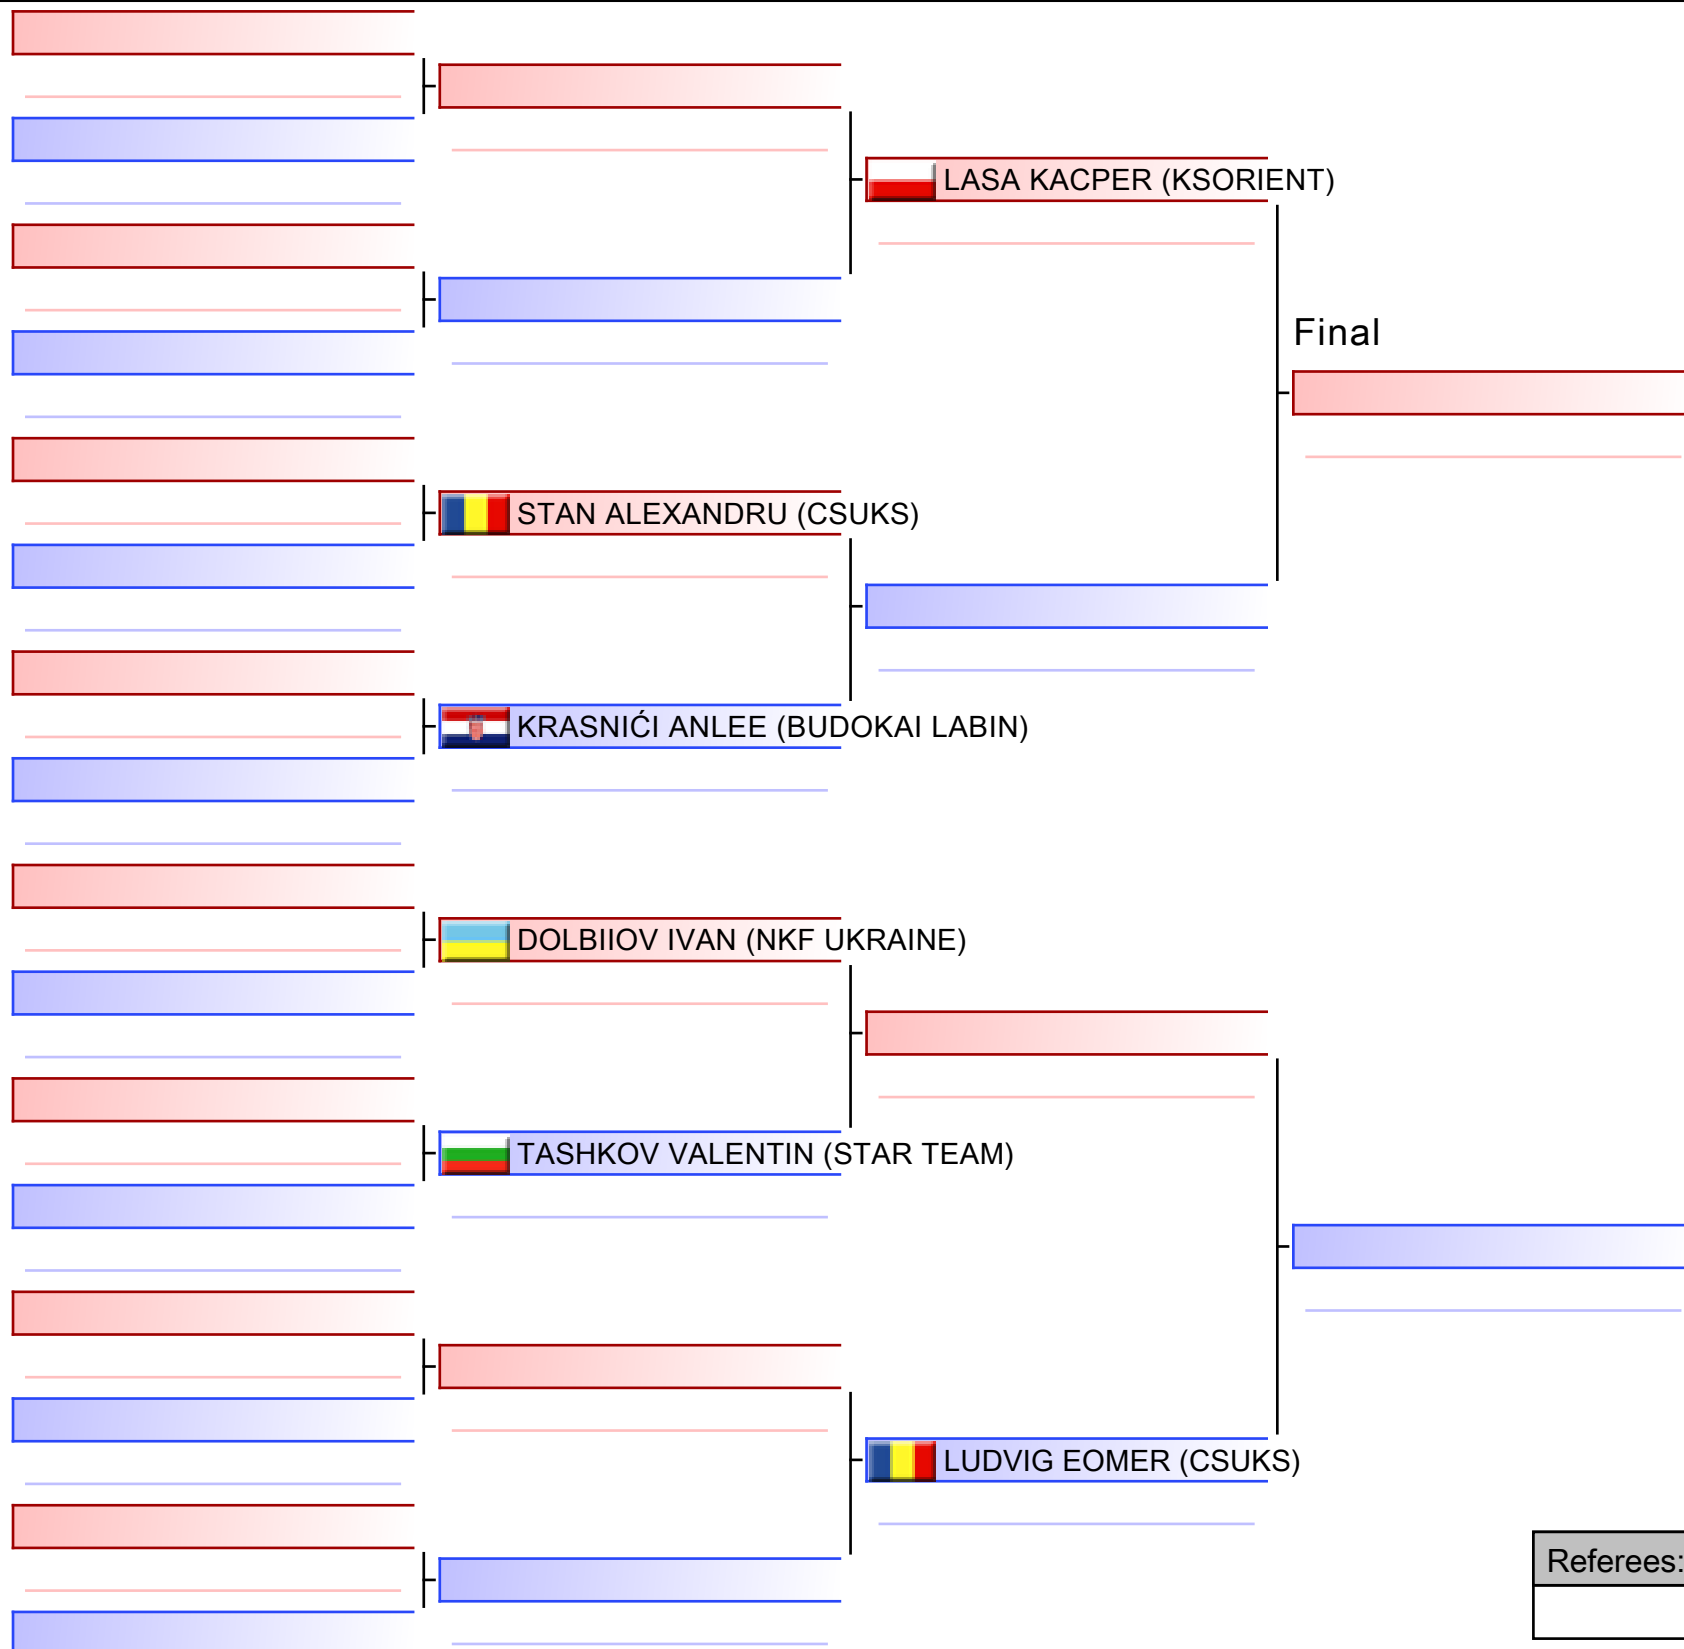 LASA KACPER (KSORIENT)
Final
STAN ALEXANDRU (CSUKS)
KRASNIĆI ANLEE (BUDOKAI LABIN)
DOLBIIOV IVAN (NKF UKRAINE)
TASHKOV VALENTIN (STAR TEAM)
LUDVIG EOMER (CSUKS)
Referees: